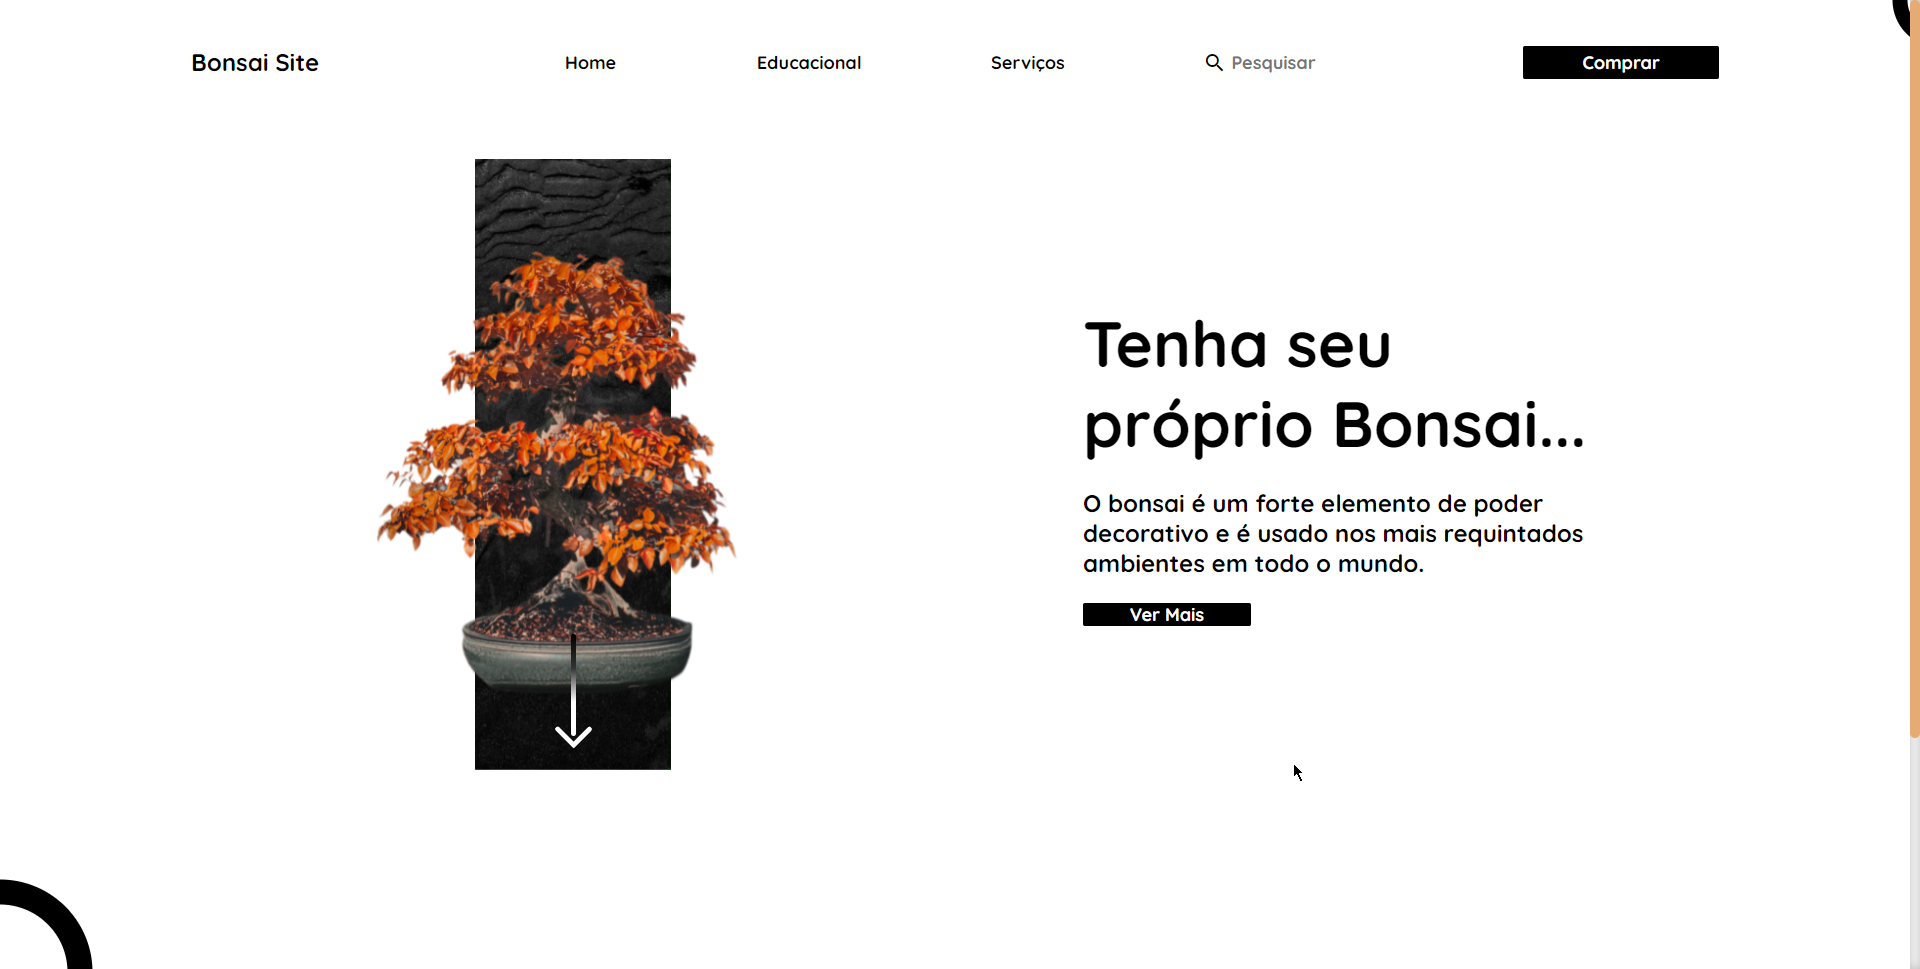 Bonsai Site
Home
Educacional
Serviços
Pesquisar
Comprar
Tenha seu
próprio Bonsai...
O bonsai é um forte elemento de poder
decorativo e é usado nos mais requintados
ambientes em todo o mundo.
Ver Mais